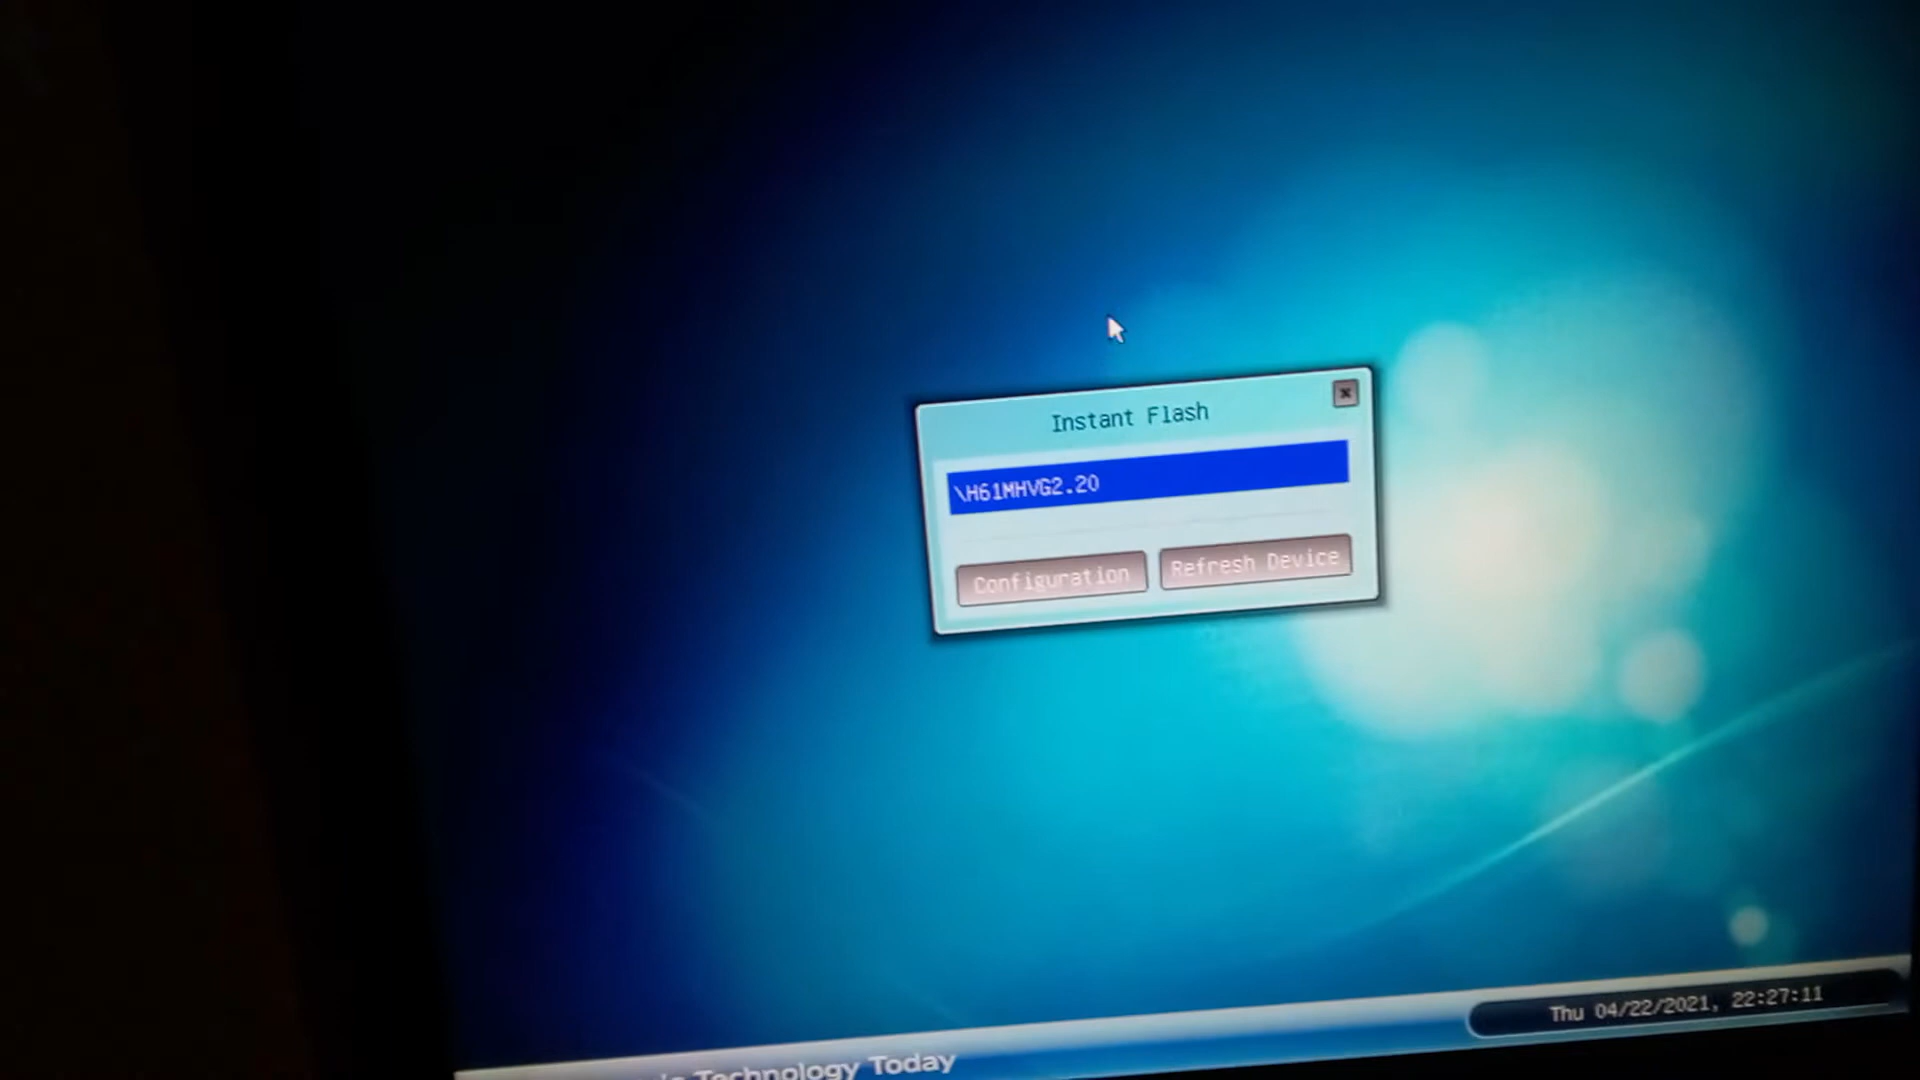 Instant Flash
\H61MHVG2.20
Configuration Refresh Device
Thu 04/22/2021, 22:27:11
Technology Today